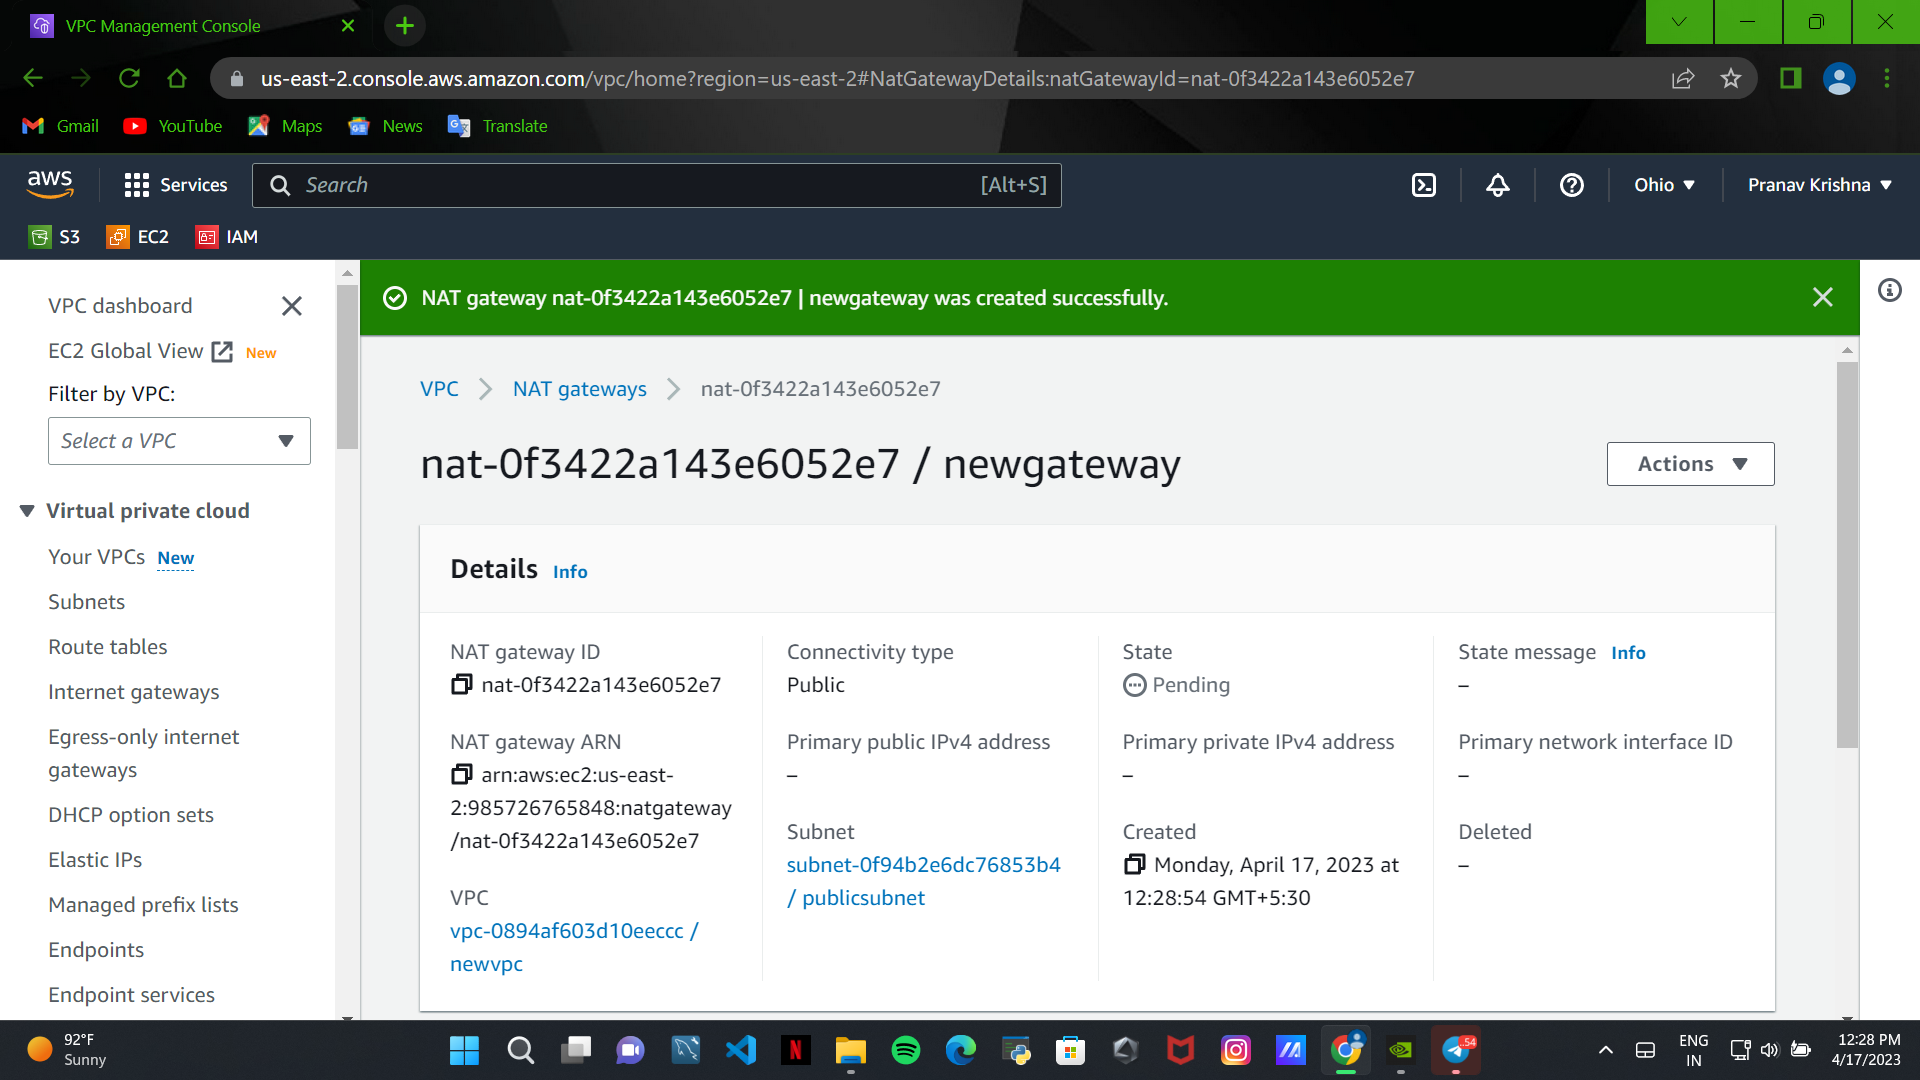 VPC Management Console
us-east-2.console.aws.amazon.com/vpc/home?region=us-east-2#NatGatewayDetails:natGatewayId=nat-0f3422a143e6052e7
Gmail YouTube Maps News Translate
aws Services Search [Alt+S] Ohio Pranav Krishna
S3 EC2 IAM
VPC dashboard
EC2 Global View New
Filter by VPC:
Select a VPC
Virtual private cloud
Your VPCs New
Subnets
Route tables
Internet gateways
Egress-only internet
gateways
DHCP option sets
Elastic IPs
Managed prefix lists
Endpoints
Endpoint services
NAT gateway nat-0f3422a143e6052e7 | newgateway was created successfully.
VPC NAT gateways nat-0f3422a143e6052e7
nat-0f3422a143e6052e7 / newgateway
Actions
Details Info
NAT gateway ID
nat-0f3422a143e6052e7
NAT gateway ARN
arn:aws:ec2:us-east-
2:985726765848:natgateway
/nat-0f3422a143e6052e7
VPC
vpc-0894af603d10eeccc /
newvpc
Connectivity type
Public
Primary public IPv4 address
–
Subnet
subnet-0f94b2e6dc76853b4
/ publicsubnet
State
Pending
Primary private IPv4 address
–
Created
Monday, April 17, 2023 at
12:28:54 GMT+5:30
State message Info
–
Primary network interface ID
–
Deleted
–
92°F
Sunny
N
54
ENG
IN
12:28 PM
4/17/2023